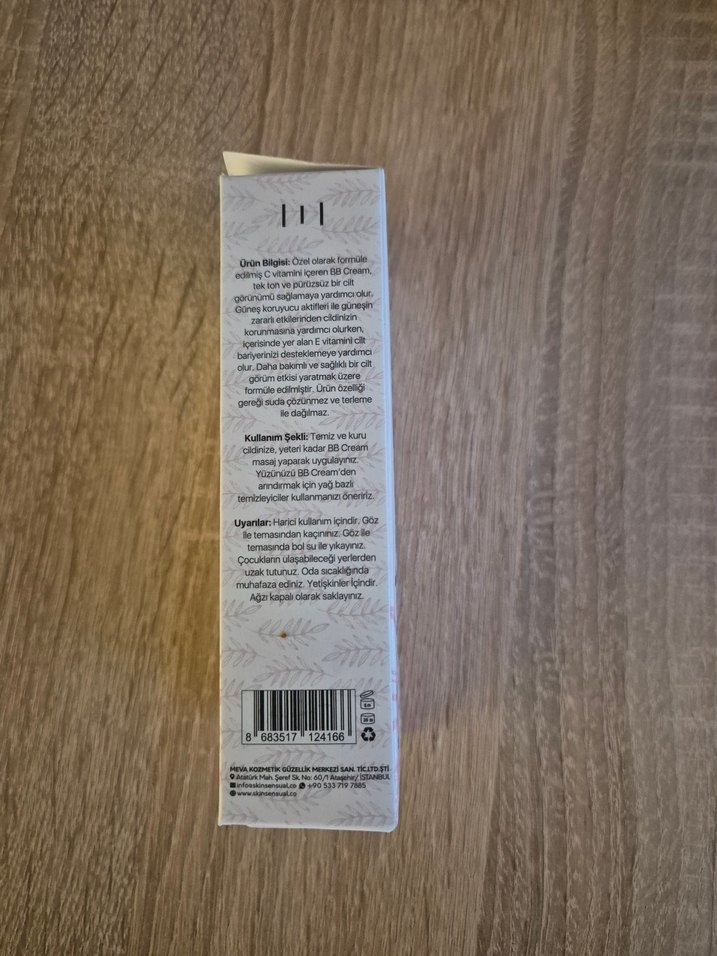 Ürün Bilgisi: Özel olarak formüle
edilmiş C vitamini içeren BB Cream,
tek ton ve pürüzsüz bir cilt
görünümü sağlamaya yardımcı olur.
Güneş koruyucu aktifleri ile güneşin
zararlı etkilerinden cildinizin
korunmasına yardımcı olurken,
içerisinde yer alan E vitamini cilt
bariyerinizi desteklemeye yardımcı
olur. Daha bakımlı ve sağlıklı bir cilt
görüm etkisi yaratmak üzere
formüle edilmiştir. Ürün özelliği
gereği suda çözünmez ve terleme
ile dağılmaz.
Kullanım Şekli: Temiz ve kuru
cildinize, yeteri kadar BB Cream
masaj yaparak uygulayınız.
Yüzünüzü BB Cream'den
arındırmak için yağ bazlı
temizleyiciler kullanmanızı öneririz.
Uyarılar: Harici kullanım içindir. Göz
ile temasından kaçınınız. Göz ile
temasında bol su ile yıkayınız.
Çocukların ulaşabileceği yerlerden
uzak tutunuz. Oda sıcaklığında
muhafaza ediniz. Yetişkinler İçindir.
Ağzı kapalı olarak saklayınız.
8 683517 124166
MEVA KOZMETİK GÜZELLİK MERKEZİ SAN. TİC.LTD.ŞTİ
Atatürk Mah. Şeref Sk. No: 60/1 Ataşehir/ İSTANBUL
info@skinsensual.co +90 533 719 7885
www.skinsensual.co